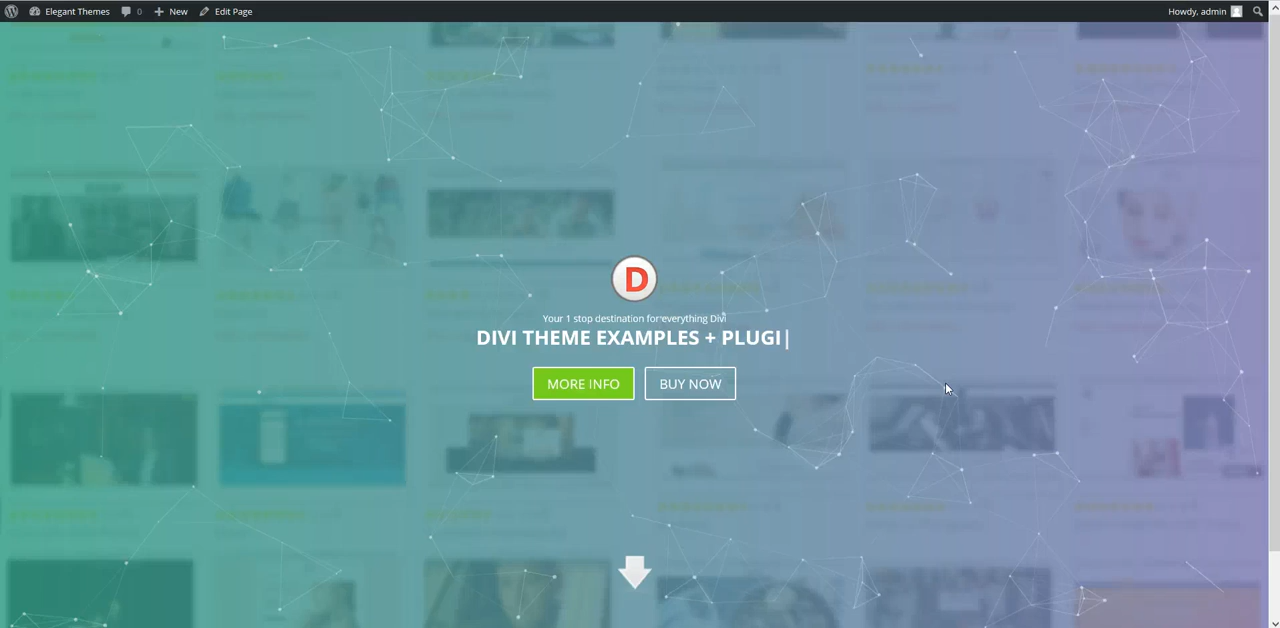 Elegant Themes 0 New Edit Page Howdy, admin
D
Your 1 stop destination for everything Divi
DIVI THEME EXAMPLES + PLUGI|
MORE INFO BUY NOW